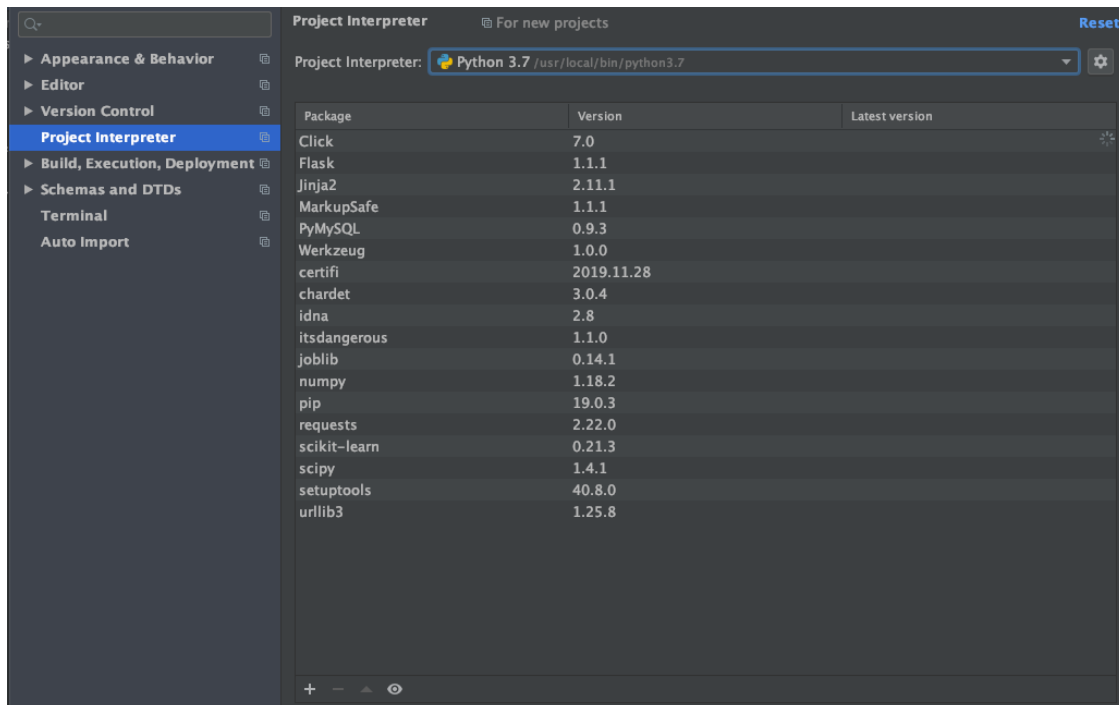 Project Interpreter For new projects Reset
Appearance & Behavior
Editor
Version Control
Project Interpreter
Build, Execution, Deployment
Schemas and DTDs
Terminal
Auto Import
Project Interpreter: Python 3.7 /usr/local/bin/python3.7
Package Version Latest version
Click 7.0
Flask 1.1.1
Jinja2 2.11.1
MarkupSafe 1.1.1
PyMySQL 0.9.3
Werkzeug 1.0.0
certifi 2019.11.28
chardet 3.0.4
idna 2.8
itsdangerous 1.1.0
joblib 0.14.1
numpy 1.18.2
pip 19.0.3
requests 2.22.0
scikit-learn 0.21.3
scipy 1.4.1
setuptools 40.8.0
urllib3 1.25.8